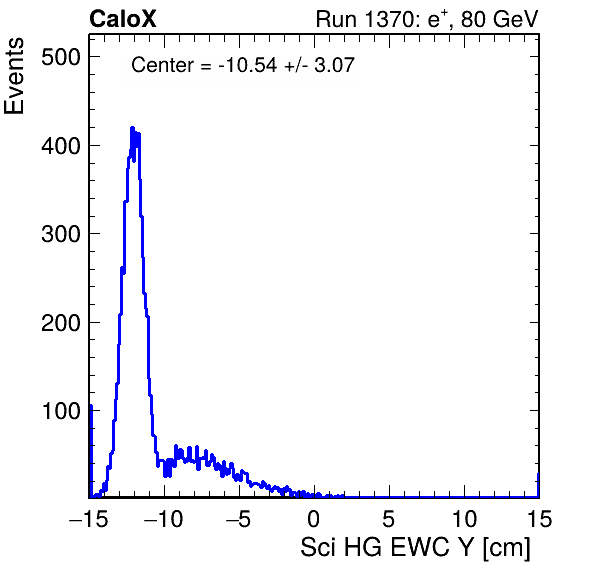 CaloX Run 1370: e⁺, 80 GeV
Center = -10.54 +/- 3.07
Events
500
400
300
200
100
−15 −10 −5 0 5 10 15
Sci HG EWC Y [cm]